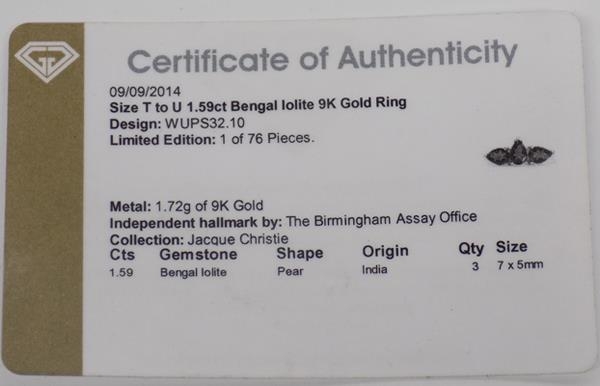 Certificate of Authenticity
09/09/2014
Size T to U 1.59ct Bengal Iolite 9K Gold Ring
Design: WUPS32.10
Limited Edition: 1 of 76 Pieces.
Metal: 1.72g of 9K Gold
Independent hallmark by: The Birmingham Assay Office
Collection: Jacque Christie
Cts Gemstone Shape Origin Qty Size
1.59 Bengal Iolite Pear India 3 7 x 5mm